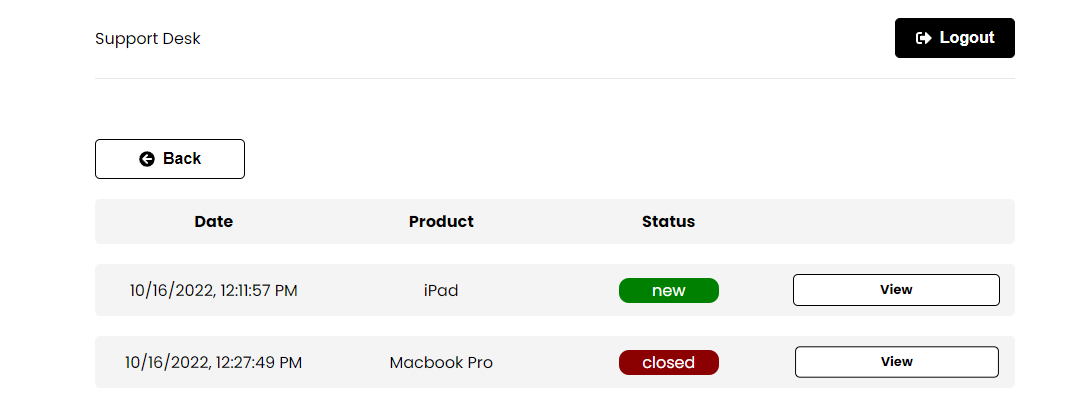 Support Desk
Logout
Back
Date Product Status
10/16/2022, 12:11:57 PM iPad new View
10/16/2022, 12:27:49 PM Macbook Pro closed View